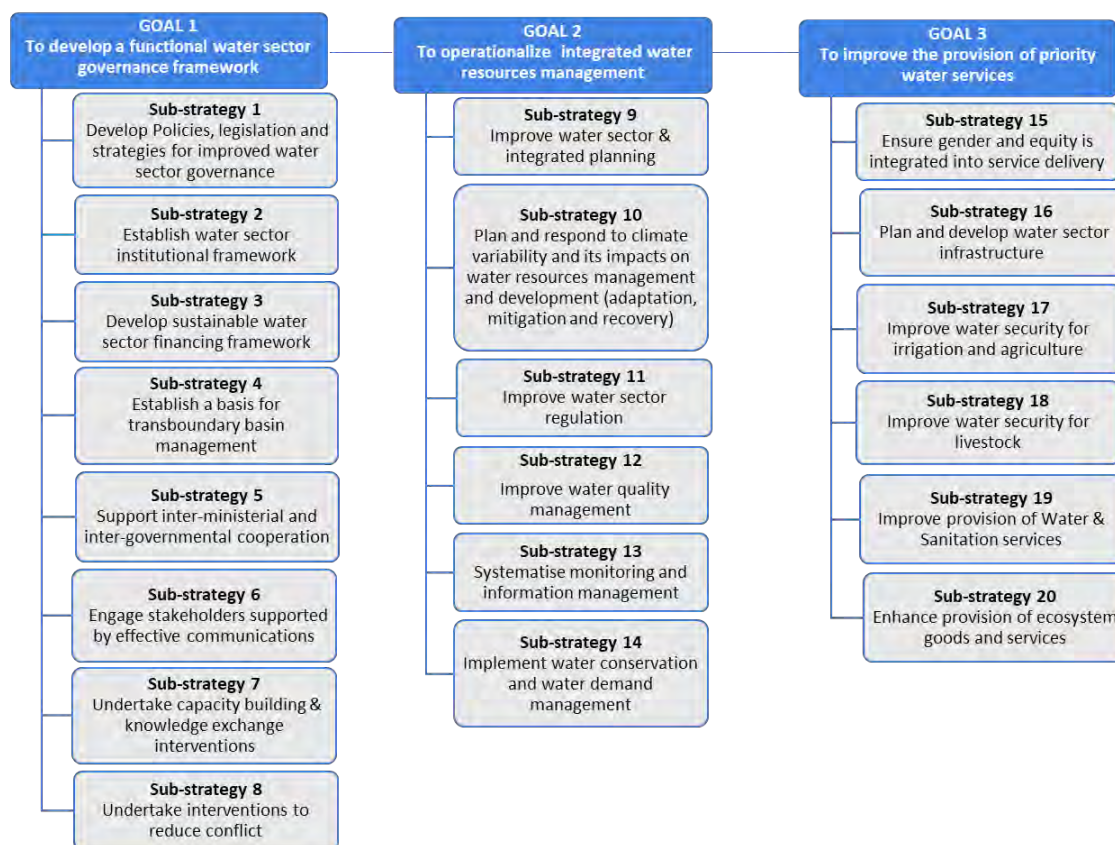 GOAL 1
To develop a functional water sector
governance framework
Sub-strategy 1
Develop Policies, legislation and
strategies for improved water
sector governance
Sub-strategy 2
Establish water sector
institutional framework
Sub-strategy 3
Develop sustainable water
sector financing framework
Sub-strategy 4
Establish a basis for
transboundary basin
management
Sub-strategy 5
Support inter-ministerial and
inter-governmental cooperation
Sub-strategy 6
Engage stakeholders supported
by effective communications
Sub-strategy 7
Undertake capacity building &
knowledge exchange
interventions
Sub-strategy 8
Undertake interventions to
reduce conflict
GOAL 2
To operationalize integrated water
resources management
Sub-strategy 9
Improve water sector &
integrated planning
Sub-strategy 10
Plan and respond to climate
variability and its impacts on
water resources management
and development (adaptation,
mitigation and recovery)
Sub-strategy 11
Improve water sector
regulation
Sub-strategy 12
Improve water quality
management
Sub-strategy 13
Systematise monitoring and
information management
Sub-strategy 14
Implement water conservation
and water demand
management
GOAL 3
To improve the provision of priority
water services
Sub-strategy 15
Ensure gender and equity is
integrated into service delivery
Sub-strategy 16
Plan and develop water sector
infrastructure
Sub-strategy 17
Improve water security for
irrigation and agriculture
Sub-strategy 18
Improve water security for
livestock
Sub-strategy 19
Improve provision of Water &
Sanitation services
Sub-strategy 20
Enhance provision of ecosystem
goods and services